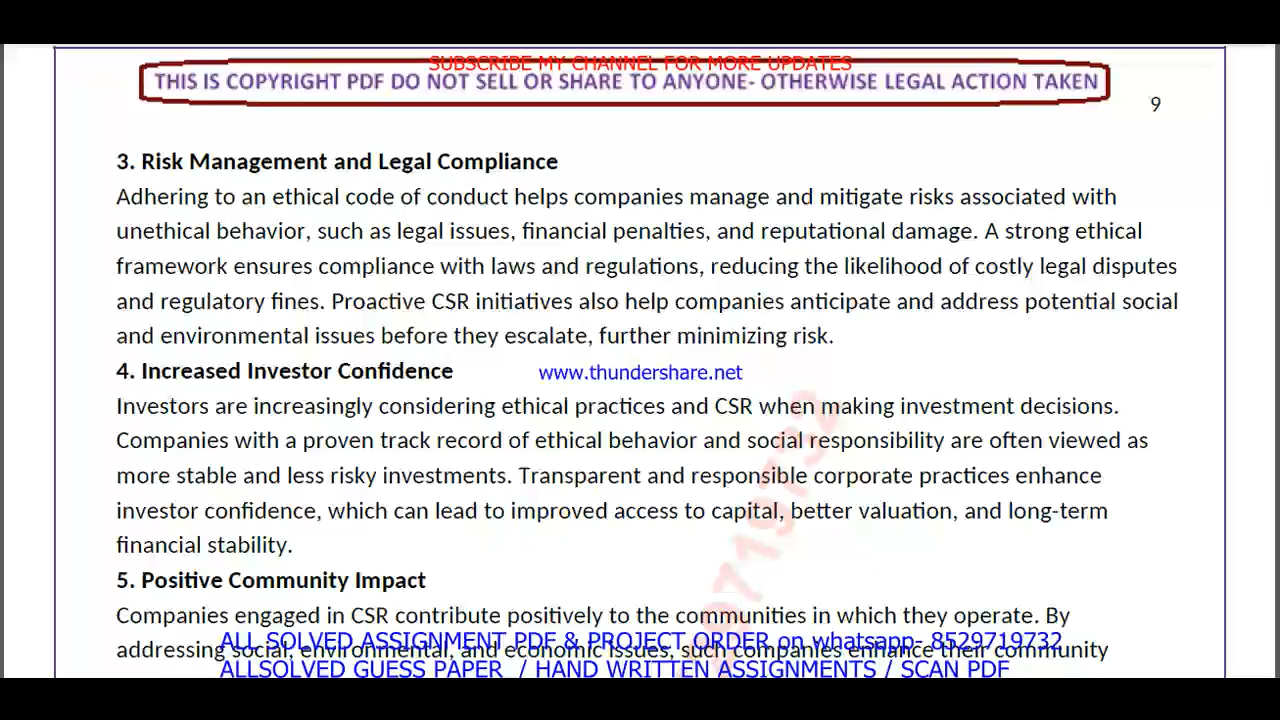 SUBSCRIBE MY CHANNEL FOR MORE UPDATES
THIS IS COPYRIGHT PDF DO NOT SELL OR SHARE TO ANYONE- OTHERWISE LEGAL ACTION TAKEN
9
3. Risk Management and Legal Compliance
Adhering to an ethical code of conduct helps companies manage and mitigate risks associated with
unethical behavior, such as legal issues, financial penalties, and reputational damage. A strong ethical
framework ensures compliance with laws and regulations, reducing the likelihood of costly legal disputes
and regulatory fines. Proactive CSR initiatives also help companies anticipate and address potential social
and environmental issues before they escalate, further minimizing risk.
4. Increased Investor Confidence
www.thundershare.net
Investors are increasingly considering ethical practices and CSR when making investment decisions.
Companies with a proven track record of ethical behavior and social responsibility are often viewed as
more stable and less risky investments. Transparent and responsible corporate practices enhance
investor confidence, which can lead to improved access to capital, better valuation, and long-term
financial stability.
5. Positive Community Impact
Companies engaged in CSR contribute positively to the communities in which they operate. By
ALL SOLVED ASSIGNMENT PDF & PROJECT ORDER on whatsapp- 8529719732
addressing social, environmental, and economic issues, such companies enhance their community
ALLSOLVED GUESS PAPER / HAND WRITTEN ASSIGNMENTS / SCAN PDF